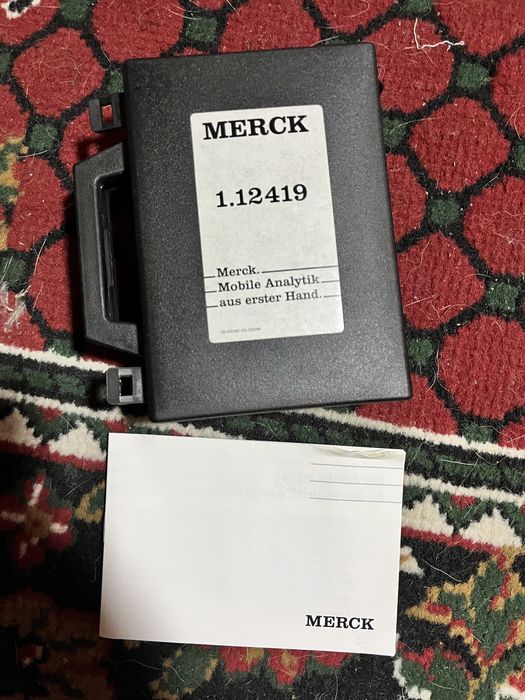 MERCK
1.12419
Merck.
Mobile Analytik
aus erster Hand.
MERCK